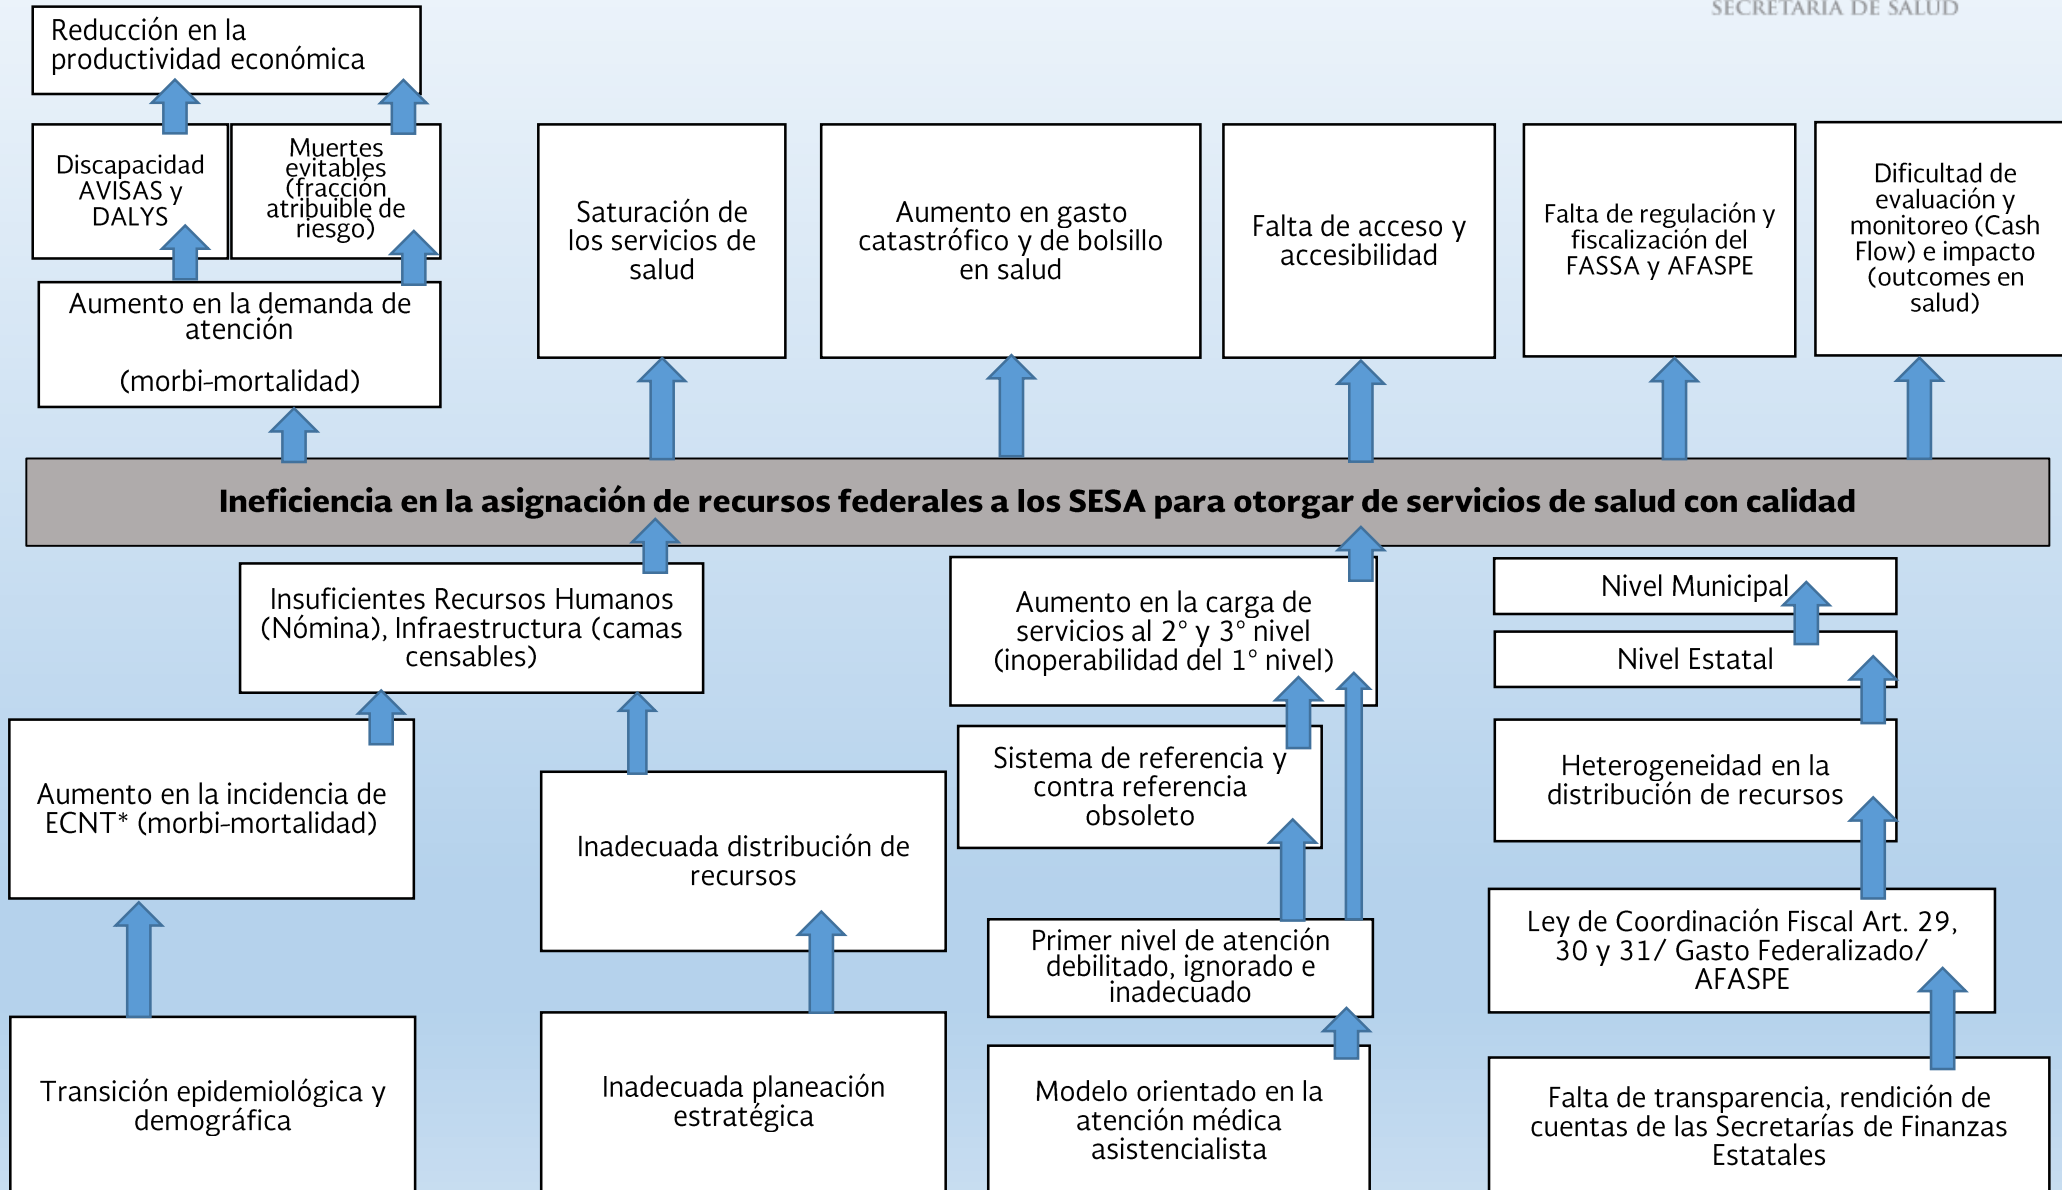 SECRETARÍA DE SALUD
Reducción en la
productividad económica
Discapacidad
AVISAS y
DALYS
Muertes
evitables
(fracción
atribuible de
riesgo)
Aumento en la demanda de
atención
(morbi-mortalidad)
Saturación de
los servicios de
salud
Aumento en gasto
catastrófico y de bolsillo
en salud
Falta de acceso y
accesibilidad
Falta de regulación y
fiscalización del
FASSA y AFASPE
Dificultad de
evaluación y
monitoreo (Cash
Flow) e impacto
(outcomes en
salud)
Ineficiencia en la asignación de recursos federales a los SESA para otorgar de servicios de salud con calidad
Insuficientes Recursos Humanos
(Nómina), Infraestructura (camas
censables)
Aumento en la incidencia de
ECNT* (morbi-mortalidad)
Transición epidemiológica y
demográfica
Inadecuada distribución de
recursos
Inadecuada planeación
estratégica
Aumento en la carga de
servicios al 2° y 3° nivel
(inoperabilidad del 1° nivel)
Sistema de referencia y
contra referencia
obsoleto
Primer nivel de atención
debilitado, ignorado e
inadecuado
Modelo orientado en la
atención médica
asistencialista
Nivel Municipal
Nivel Estatal
Heterogeneidad en la
distribución de recursos
Ley de Coordinación Fiscal Art. 29,
30 y 31/ Gasto Federalizado/
AFASPE
Falta de transparencia, rendición de
cuentas de las Secretarías de Finanzas
Estatales